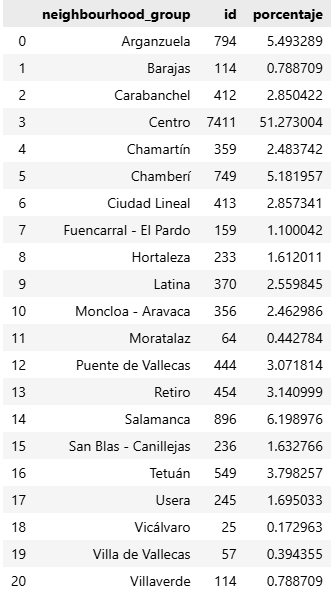 neighbourhood_group id porcentaje
0 Arganzuela 794 5.493289
1 Barajas 114 0.788709
2 Carabanchel 412 2.850422
3 Centro 7411 51.273004
4 Chamartín 359 2.483742
5 Chamberí 749 5.181957
6 Ciudad Lineal 413 2.857341
7 Fuencarral - El Pardo 159 1.100042
8 Hortaleza 233 1.612011
9 Latina 370 2.559845
10 Moncloa - Aravaca 356 2.462986
11 Moratalaz 64 0.442784
12 Puente de Vallecas 444 3.071814
13 Retiro 454 3.140999
14 Salamanca 896 6.198976
15 San Blas - Canillejas 236 1.632766
16 Tetuán 549 3.798257
17 Usera 245 1.695033
18 Vicálvaro 25 0.172963
19 Villa de Vallecas 57 0.394355
20 Villaverde 114 0.788709